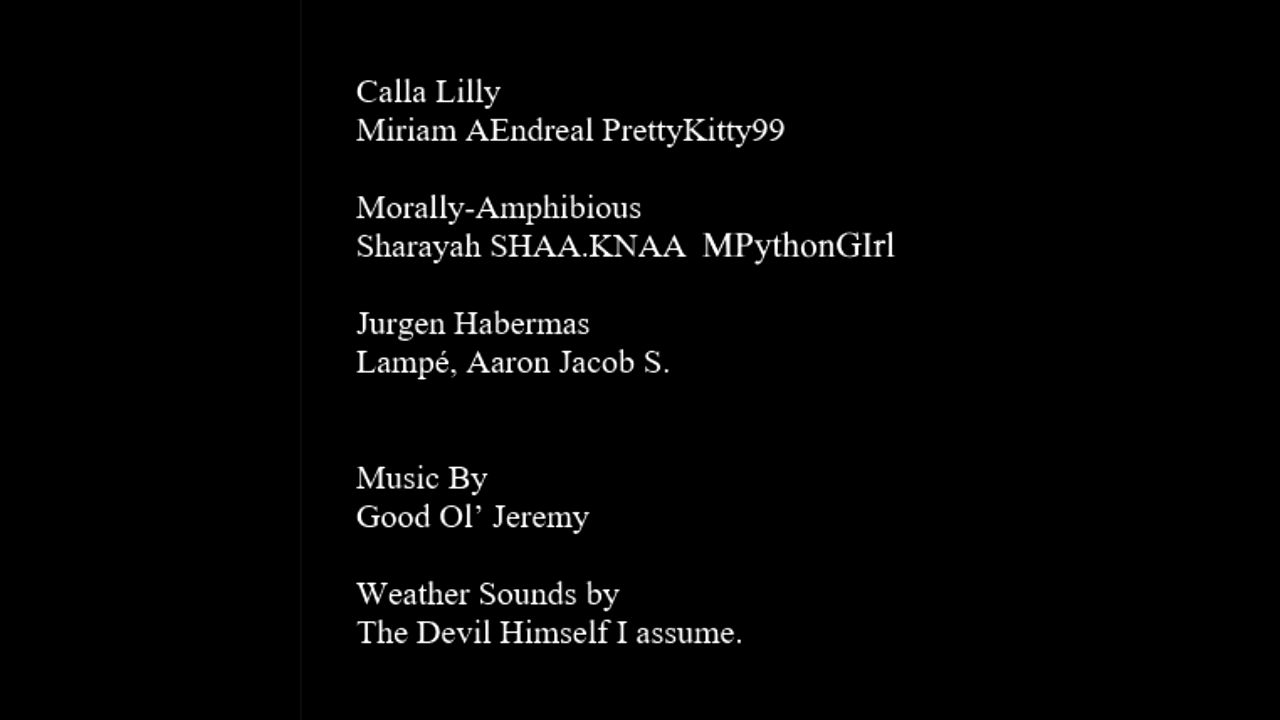 Calla Lilly
Miriam AEndreal PrettyKitty99
Morally-Amphibious
Sharayah SHAA.KNAA  MPythonGIrl
Jurgen Habermas
Lampé, Aaron Jacob S.
Music By
Good Ol’ Jeremy
Weather Sounds by
The Devil Himself I assume.